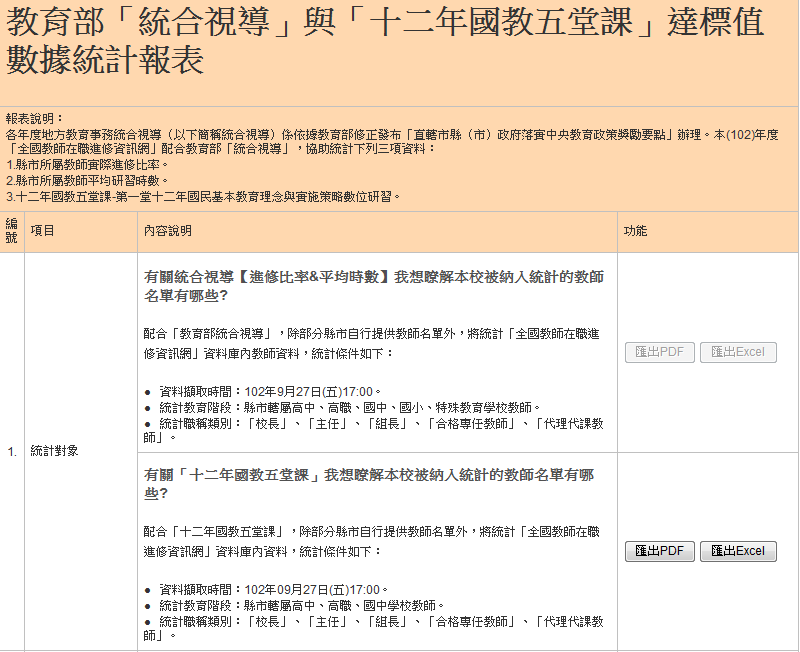 教育部「統合視導」與「十二年國教五堂課」達標值
數據統計報表
報表說明：
各年度地方教育事務統合視導（以下簡稱統合視導）係依據教育部修正發布「直轄市縣（市）政府落實中央教育政策獎勵要點」辦理。本(102)年度
「全國教師在職進修資訊網」配合教育部「統合視導」，協助統計下列三項資料：
1.縣市所屬教師實際進修比率。
2.縣市所屬教師平均研習時數。
3.十二年國教五堂課-第一堂十二年國民基本教育理念與實施策略數位研習。
編
號
項目
內容說明
功能
1.
統計對象
有關統合視導【進修比率&平均時數】我想瞭解本校被納入統計的教師
名單有哪些?
配合「教育部統合視導」，除部分縣市自行提供教師名單外，將統計「全國教師在職進
修資訊網」資料庫內教師資料，統計條件如下：
● 資料擷取時間：102年9月27日(五)17:00。
● 統計教育階段：縣市轄屬高中、高職、國中、國小、特殊教育學校教師。
● 統計職稱類別：「校長」、「主任」、「組長」、「合格專任教師」、「代理代課教
師」。
匯出PDF 匯出Excel
有關「十二年國教五堂課」我想瞭解本校被納入統計的教師名單有哪
些?
配合「十二年國教五堂課」，除部分縣市自行提供教師名單外，將統計「全國教師在職
進修資訊網」資料庫內資料，統計條件如下：
● 資料擷取時間：102年09月27日(五)17:00。
● 統計教育階段：縣市轄屬高中、高職、國中學校教師。
● 統計職稱類別：「校長」、「主任」、「組長」、「合格專任教師」、「代理代課教
師」。
匯出PDF 匯出Excel